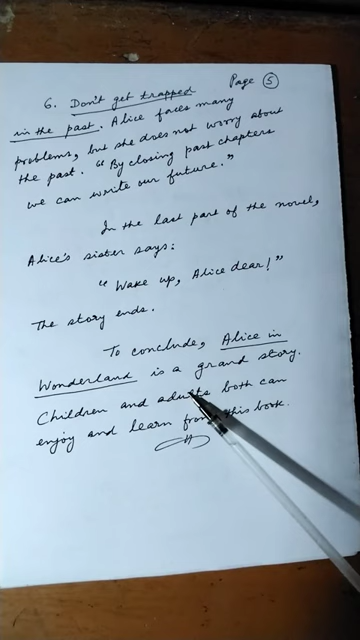 Page 5
6. Don't get trapped
in the past. Alice faces many
problems, but she does not worry about
the past. "By closing past chapters
we can write our future."
In the last part of the novel,
Alice's sister says:
"Wake up, Alice dear!"
The story ends.
To conclude, Alice in
Wonderland is a grand story.
Children and adults both can
enjoy and learn from this book.